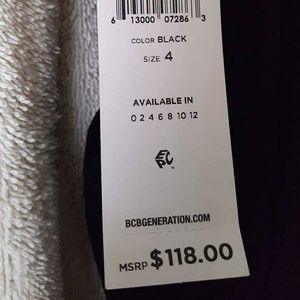 6 13000 07286 3
COLOR BLACK
SIZE 4
AVAILABLE IN
0 2 4 6 8 10 12
BCBGENERATION.COM
MSRP $118.00